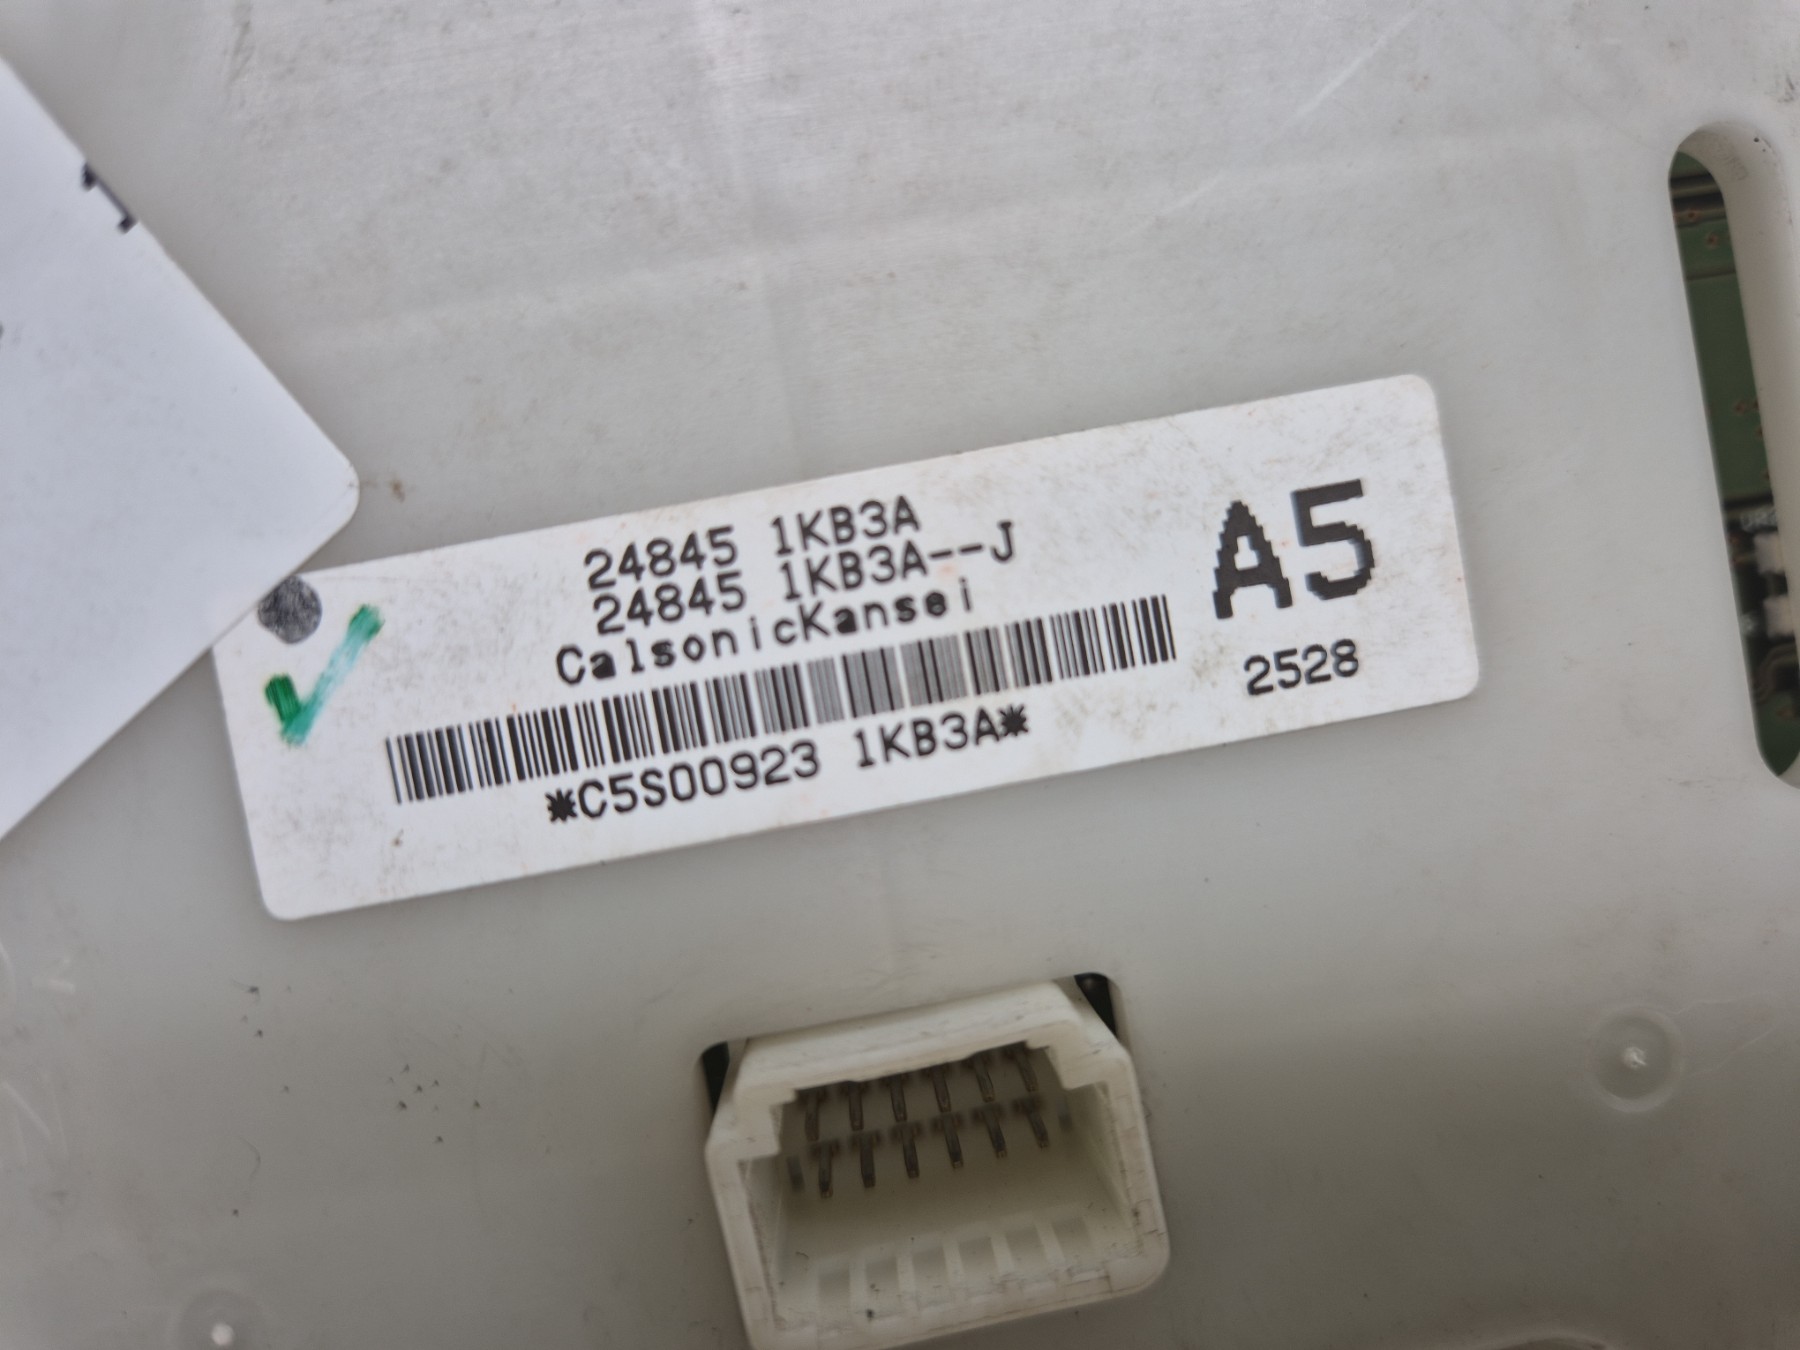 24845 1KB3A
24845 1KB3A--J
CalsonicKansei
*C5S00923 1KB3A*
A5
2528